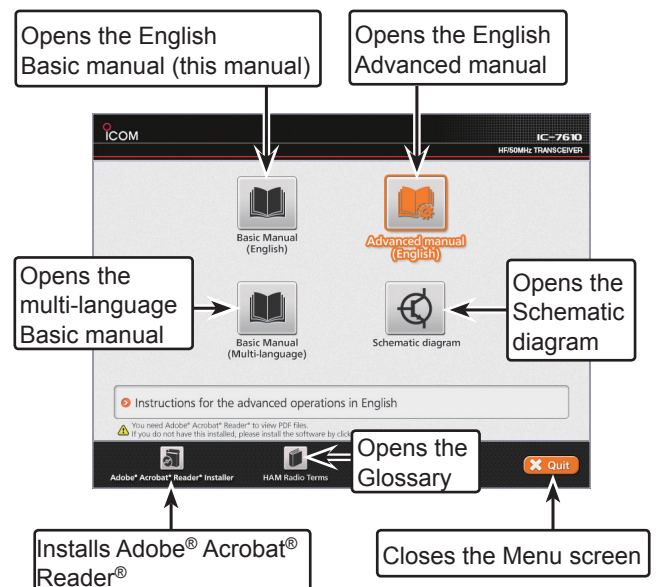 Opens the English
Basic manual (this manual)
Opens the English
Advanced manual
ICOM
IC-7610
HF/50MHz TRANSCEIVER
Basic Manual
(English)
Advanced manual
(English)
Opens the
multi-language
Basic manual
Opens the
Schematic
diagram
Basic Manual
(Multi-language)
Schematic diagram
Instructions for the advanced operations in English
You need Adobe® Acrobat® Reader® to view PDF files.
If you do not have this installed, please install the software by
Opens the
Glossary
Adobe® Acrobat® Reader® Installer
HAM Radio Terms
Quit
Installs Adobe® Acrobat®
Reader®
Closes the Menu screen